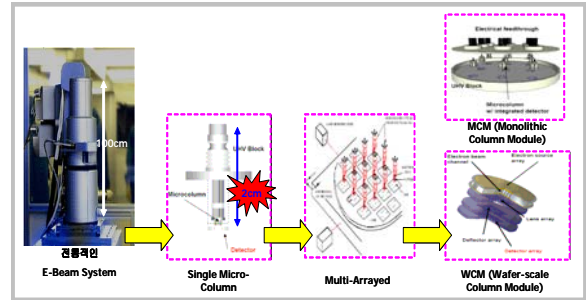 100cm
전통적인
E-Beam System
UHV Block
Microcolumn
2cm
Detector
Single Micro-
Column
Multi-Arrayed
Electrical feedthrough
UHV Block
Microcolumn
w/ integrated detector
MCM (Monolithic
Column Module)
Electron beam
channel
Electron source
array
Lens array
Deflector array
Detector array
WCM (Wafer-scale
Column Module)